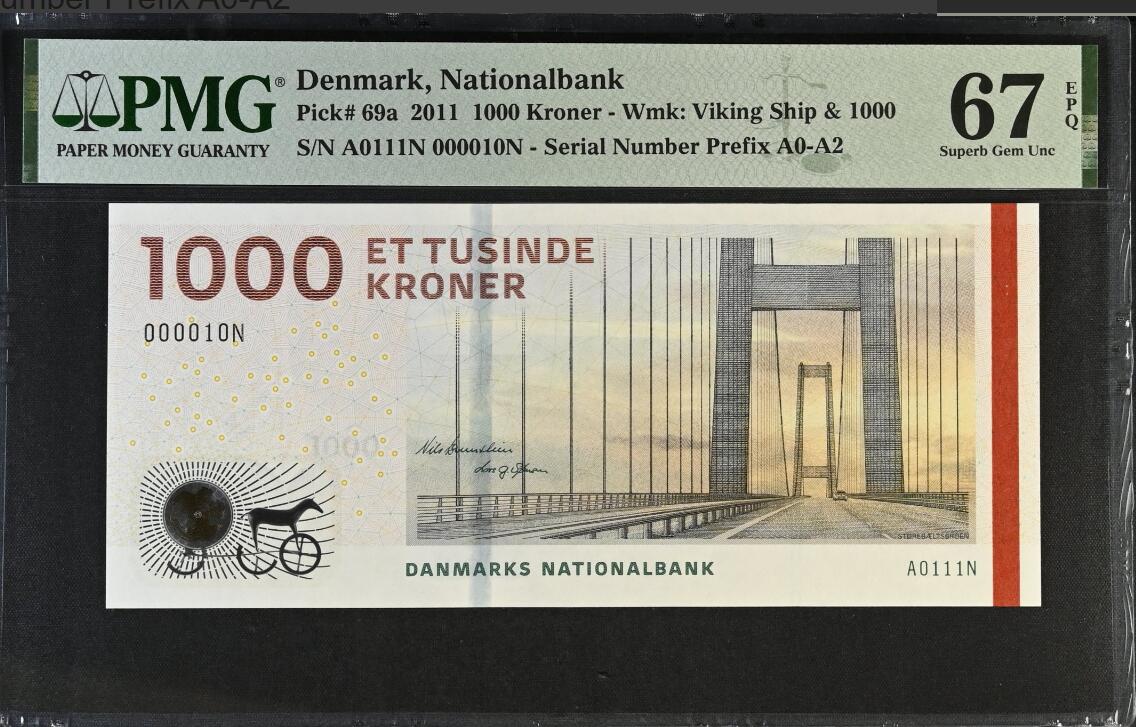 umber Prefix A0-A2
PMG®
PAPER MONEY GUARANTY
Denmark, Nationalbank
Pick# 69a 2011 1000 Kroner - Wmk: Viking Ship & 1000
S/N A0111N 000010N - Serial Number Prefix A0-A2
67
EPQ
Superb Gem Unc
1000
ET TUSINDE
KRONER
000010N
STOREBÆLTSBROEN
DANMARKS NATIONALBANK
A0111N